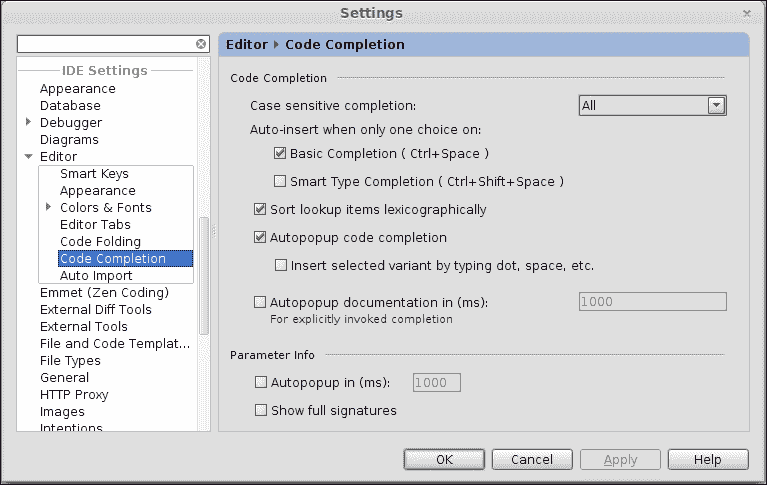 Settings
IDE Settings
Appearance
Database
Debugger
Diagrams
Editor
Smart Keys
Appearance
Colors & Fonts
Editor Tabs
Code Folding
Code Completion
Auto Import
Emmet (Zen Coding)
External Diff Tools
External Tools
File and Code Templat...
File Types
General
HTTP Proxy
Images
Intentions
Editor Code Completion
Code Completion
Case sensitive completion: All
Auto-insert when only one choice on:
Basic Completion ( Ctrl+Space )
Smart Type Completion ( Ctrl+Shift+Space )
Sort lookup items lexicographically
Autopopup code completion
Insert selected variant by typing dot, space, etc.
Autopopup documentation in (ms): 1000
For explicitly invoked completion
Parameter Info
Autopopup in (ms): 1000
Show full signatures
OK Cancel Apply Help